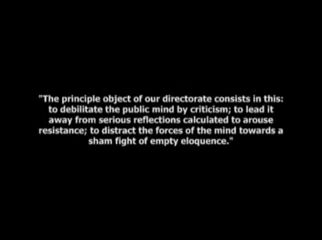 "The principle object of our directorate consists in this:
to debilitate the public mind by criticism; to lead it
away from serious reflections calculated to arouse
resistance; to distract the forces of the mind towards a
sham fight of empty eloquence."